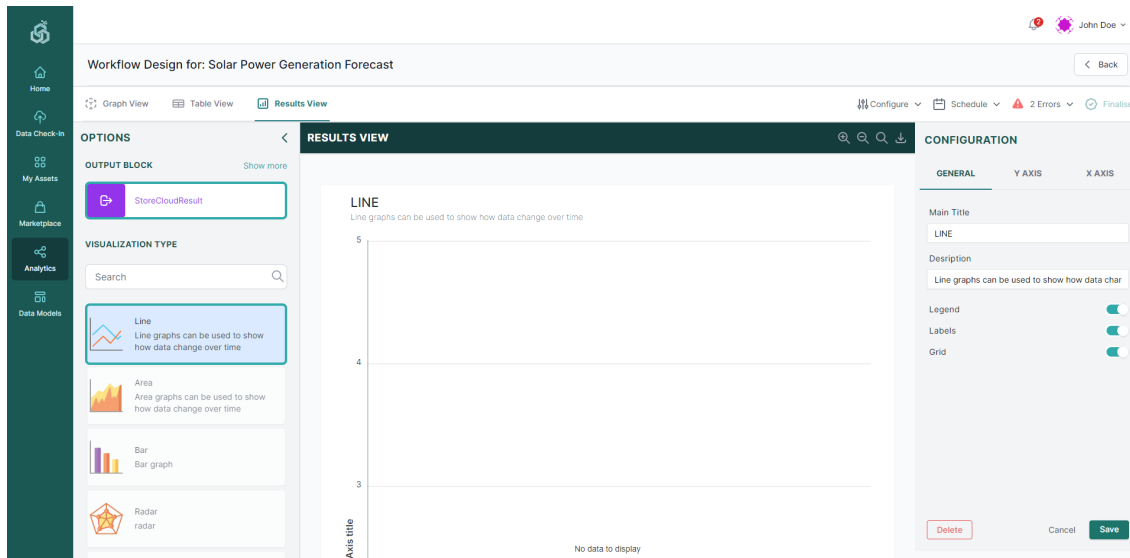 2
John Doe
Workflow Design for: Solar Power Generation Forecast
Back
Home
Data Check-in
My Assets
Marketplace
Analytics
Data Models
Graph View
Table View
Results View
Configure
Schedule
2 Errors
Finalise
OPTIONS
OUTPUT BLOCK
Show more
StoreCloudResult
VISUALIZATION TYPE
Search
Line
Line graphs can be used to show
how data change over time
Area
Area graphs can be used to show
how data change over time
Bar
Bar graph
Radar
radar
RESULTS VIEW
LINE
Line graphs can be used to show how data change over time
5
4
3
Axis title
No data to display
CONFIGURATION
GENERAL
Y AXIS
X AXIS
Main Title
LINE
Desription
Line graphs can be used to show how data char
Legend
Labels
Grid
Delete
Cancel
Save